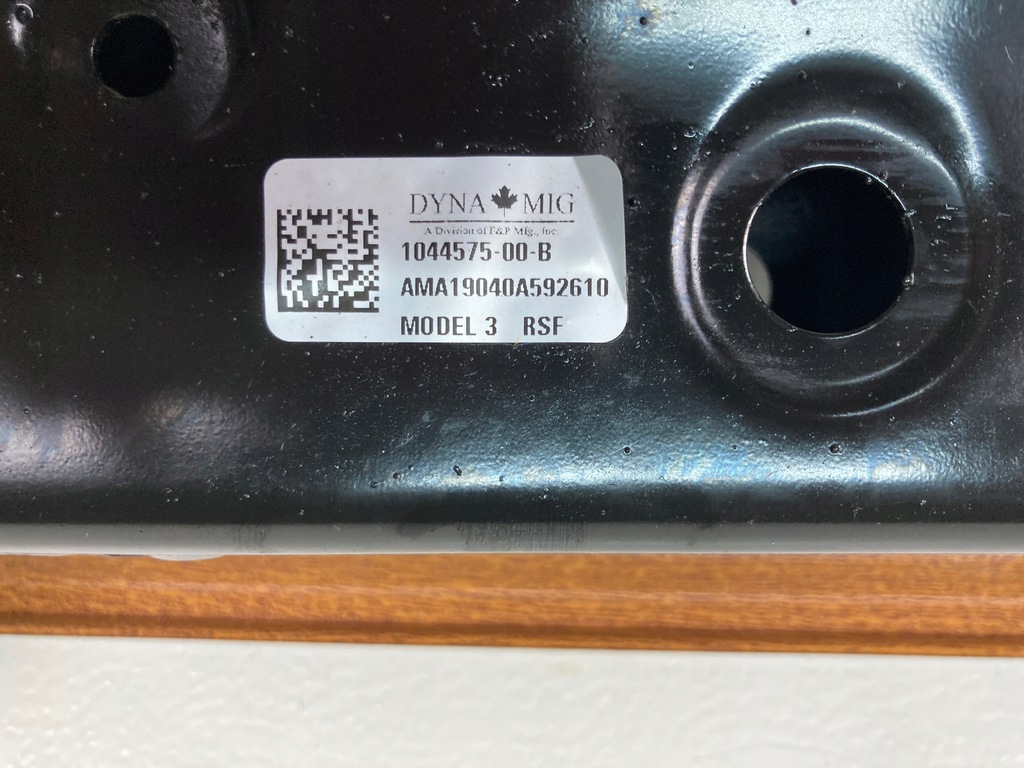 DYNA MIG
A Division of F&P Mfg., Inc.
1044575-00-B
AMA19040A592610
MODEL 3 RSF